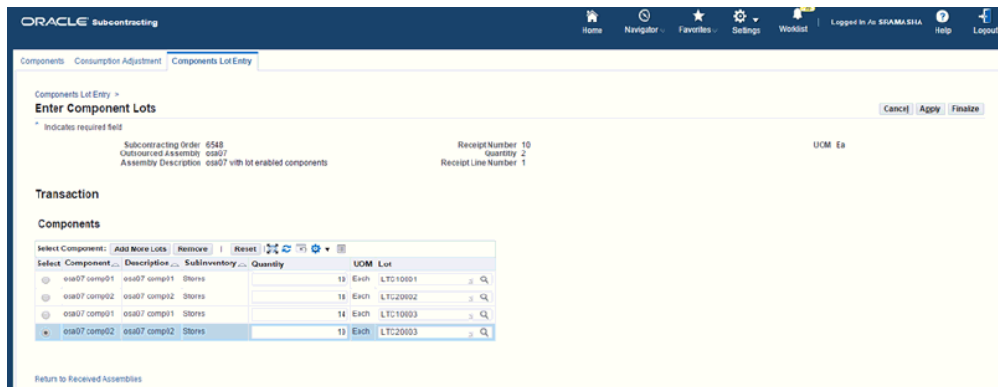 ORACLE Subcontracting
Home Navigator Favorites Settings Worklist Logged In As Help Logout
Components Consumption Adjustment Components Lot Entry
Components Lot Entry >
Enter Component Lots
Cancel Apply Finalize
* Indicates required field
Subcontracting Order 6548 Receipt Number 10 UOM Ea
Outsourced Assembly osa07 Quantity 2
Assembly Description osa07 with lot enabled components Receipt Line Number 1
Transaction
Components
Select Component: Add More Lots Remove | Reset
Select Component Description Subinventory Quantity UOM Lot
osa07 comp01 osa07 comp01 Stores Each LTC10001
osa07 comp02 osa07 comp02 Stores Each LTC20002
osa07 comp01 osa07 comp01 Stores Each LTC10003
osa07 comp02 osa07 comp02 Stores Each LTC20003
Return to Received Assemblies